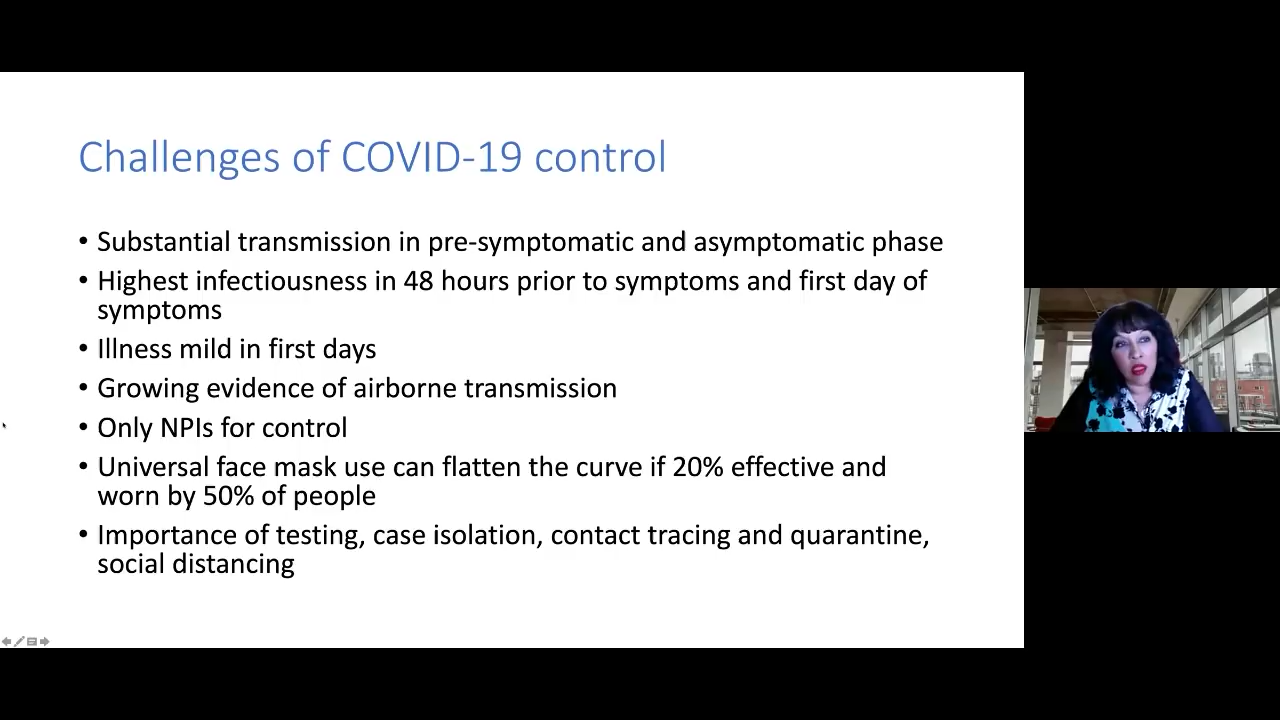 Challenges of COVID-19 control
• Substantial transmission in pre-symptomatic and asymptomatic phase
• Highest infectiousness in 48 hours prior to symptoms and first day of
symptoms
• Illness mild in first days
• Growing evidence of airborne transmission
• Only NPIs for control
• Universal face mask use can flatten the curve if 20% effective and
worn by 50% of people
• Importance of testing, case isolation, contact tracing and quarantine,
social distancing